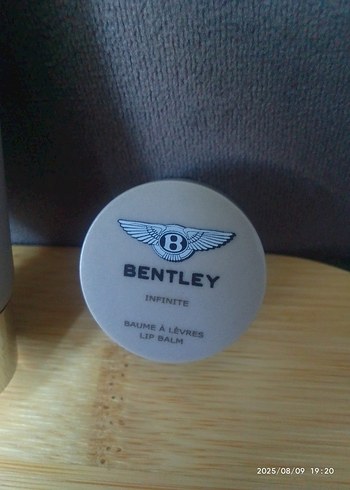 B
BENTLEY
INFINITE
BAUME À LÈVRES
LIP BALM
2025/08/09 19:20